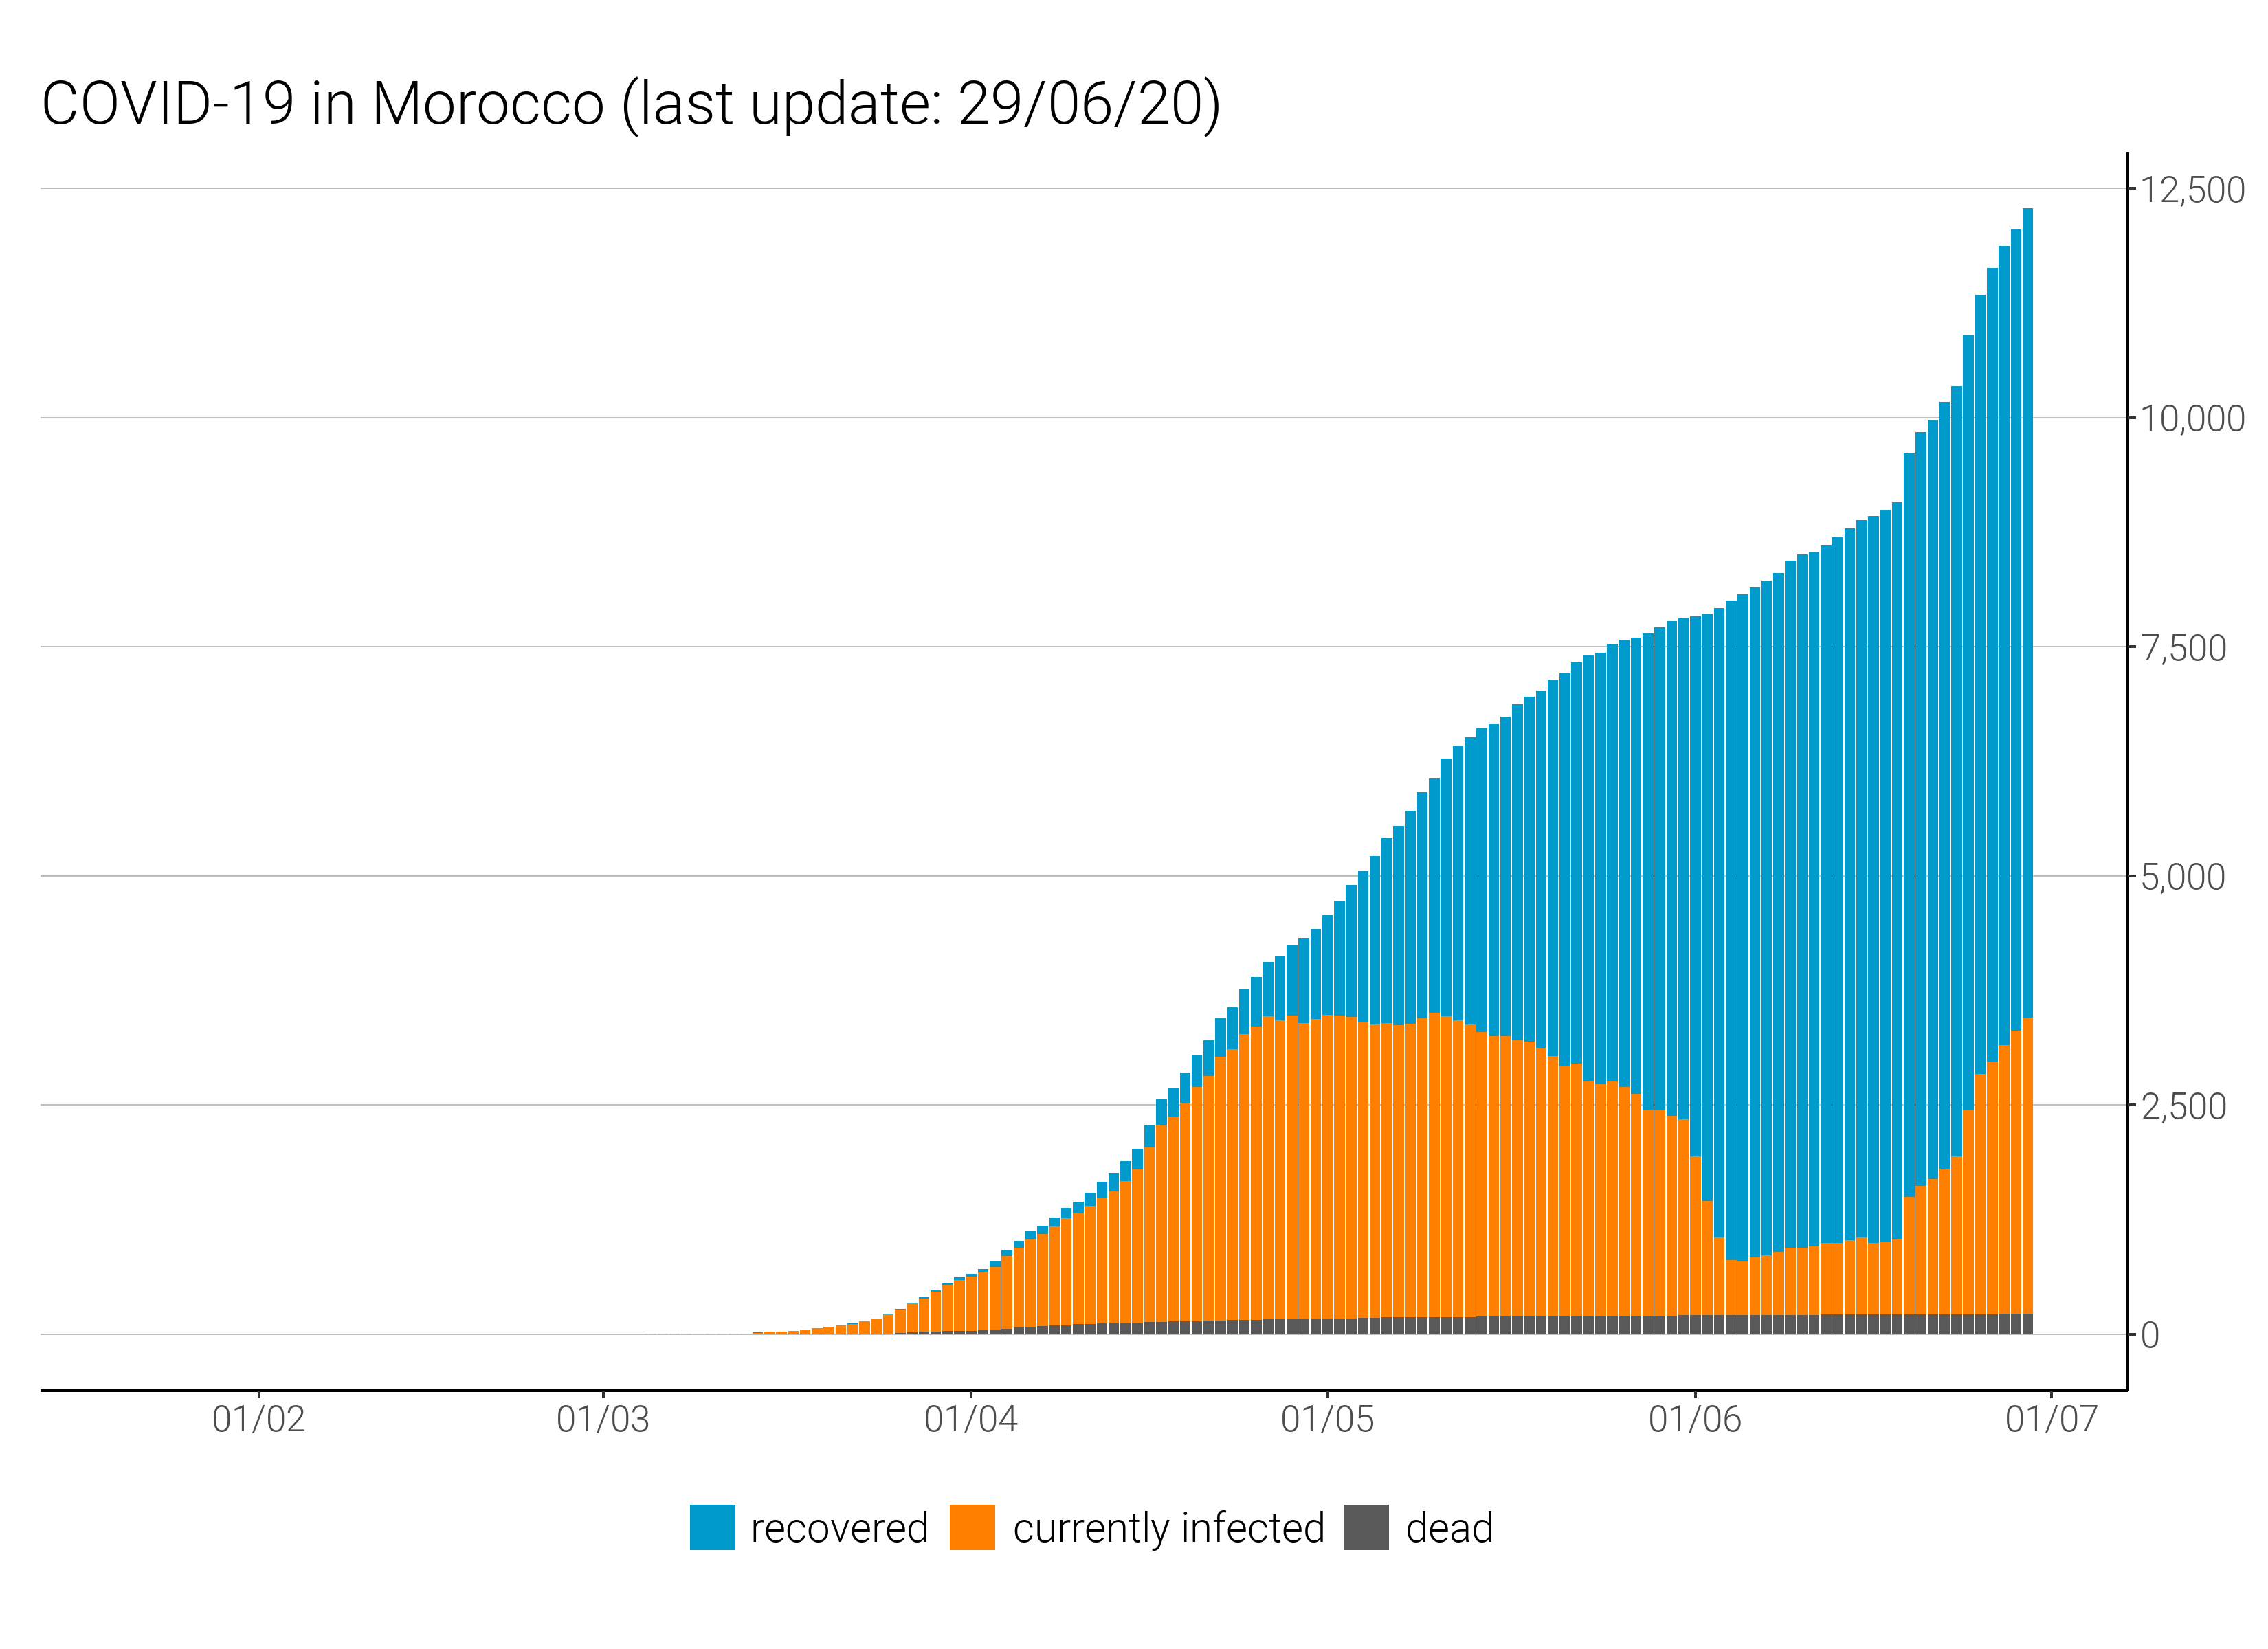 COVID-19 in Morocco (last update: 29/06/20)
12,500
10,000
7,500
5,000
2,500
0
01/02 01/03 01/04 01/05 01/06 01/07
recovered currently infected dead